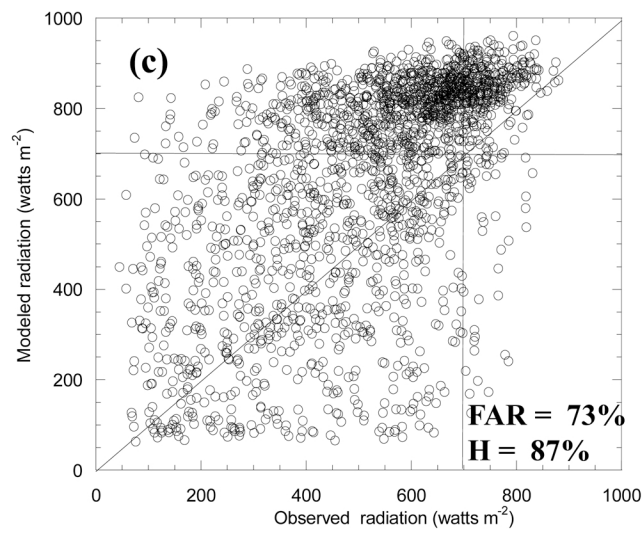 1000
(c)
800
600
400
200
0
Modeled radiation (watts m-2)
FAR = 73%
H = 87%
0 200 400 600 800 1000
Observed radiation (watts m-2)